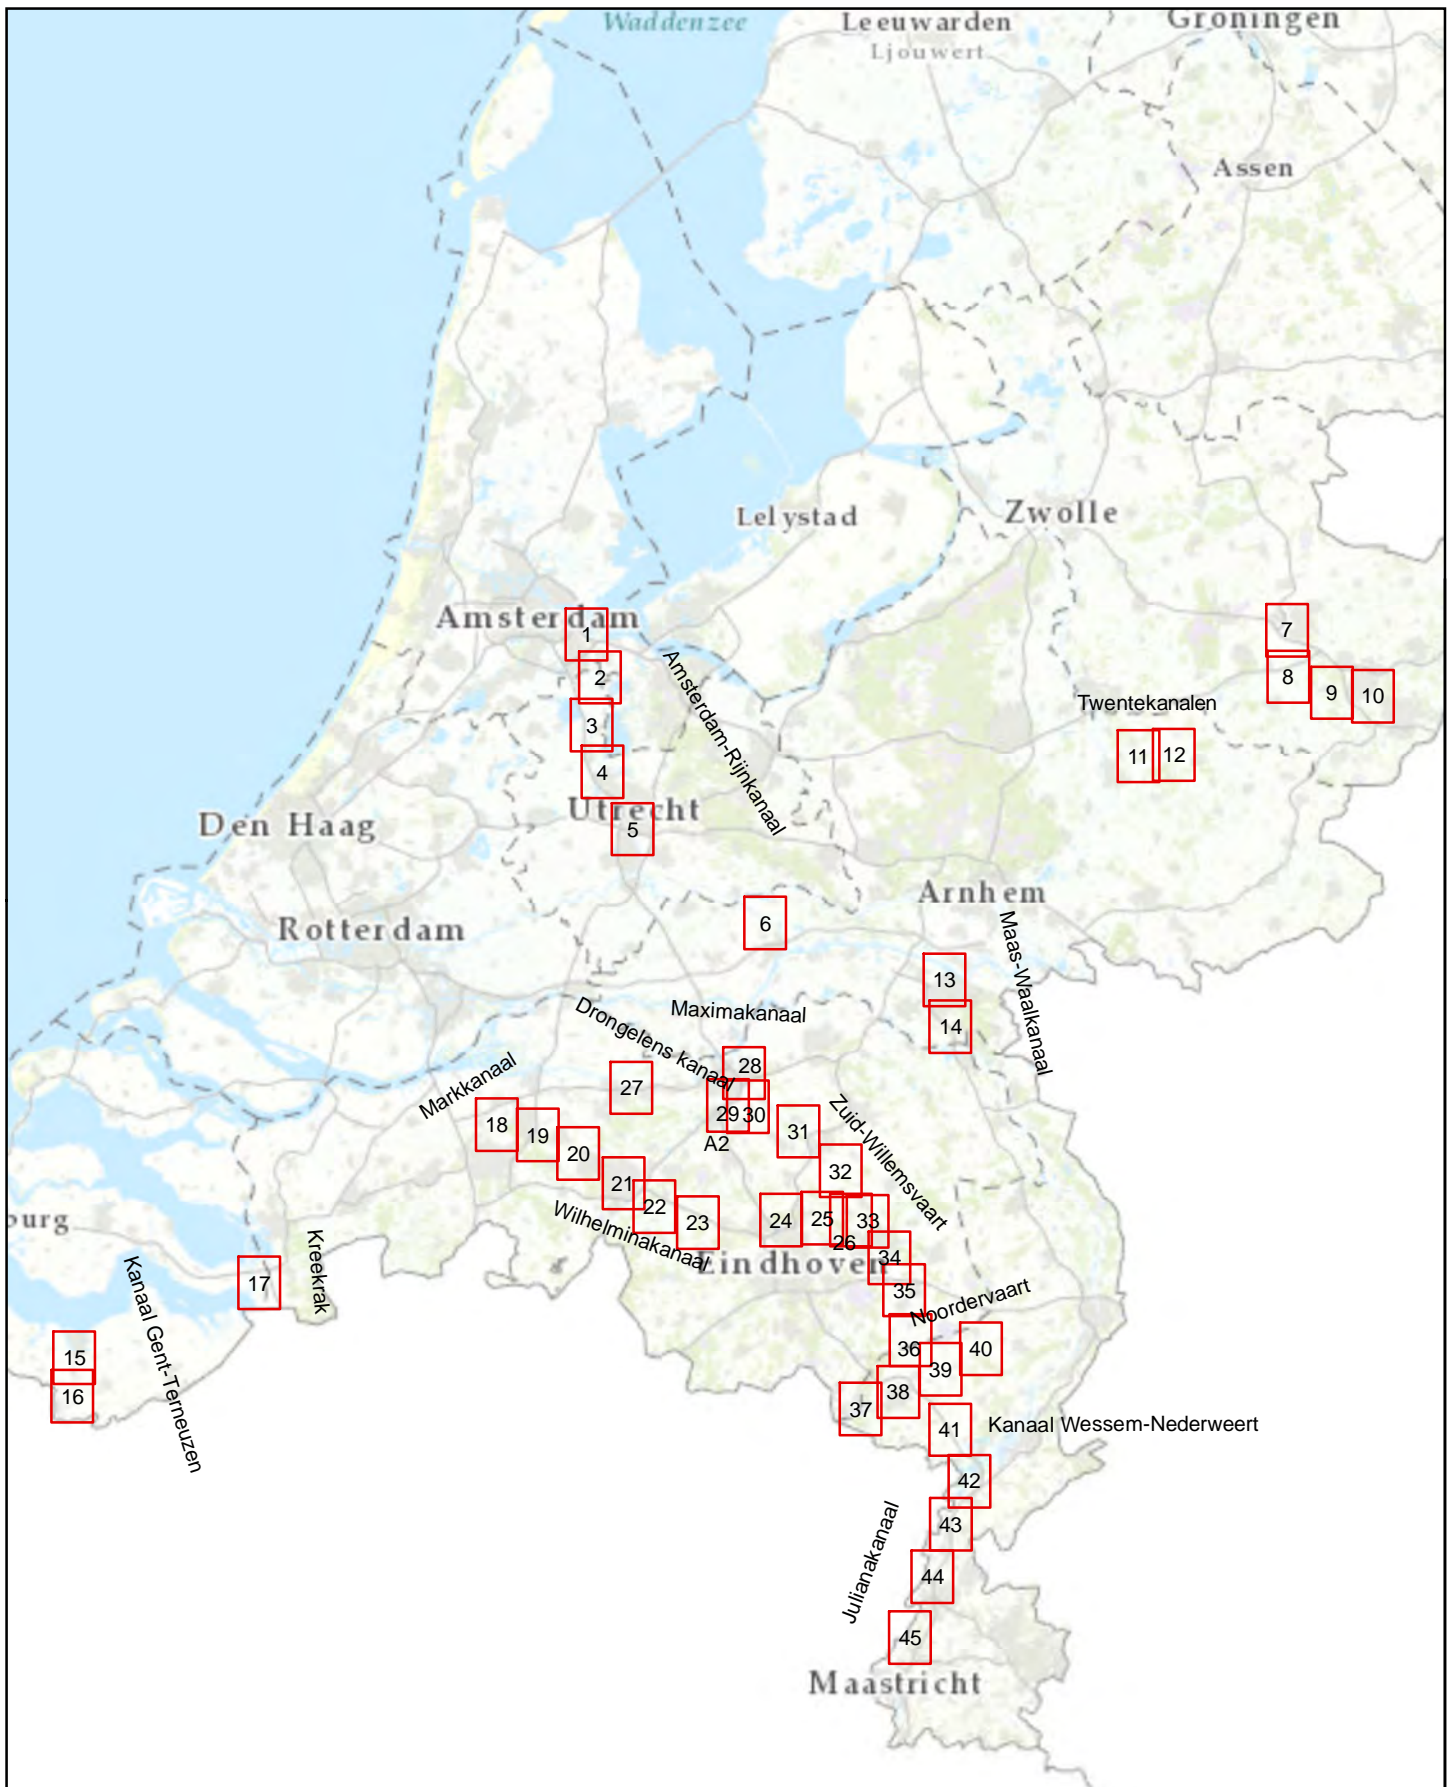 Waddenzee
Leeuwarden
Ljouwert
Groningen
Assen
Lelystad
Zwolle
Amsterdam
1
2
3
4
Amsterdam-Rijnkanaal
7
8
9
10
Twentekanalen
11
12
Utrecht
5
Den Haag
Rotterdam
Arnhem
6
Maas-Waalkanaal
13
14
Maximakanaal
Drongelens kanaal
Markkanaal
27
28
29
30
A2
18
19
20
31
Zuid-Willemsvaart
32
21
22
23
Wilhelminakanaal
24
25
26
33
Eindhoven
34
35
burg
Kreekrak
17
Kanaal Gent-Terneuzen
15
16
Noordervaart
36
40
39
38
37
41
Kanaal Wessem-Nederweert
42
43
Julianakanaal
44
45
Maastricht